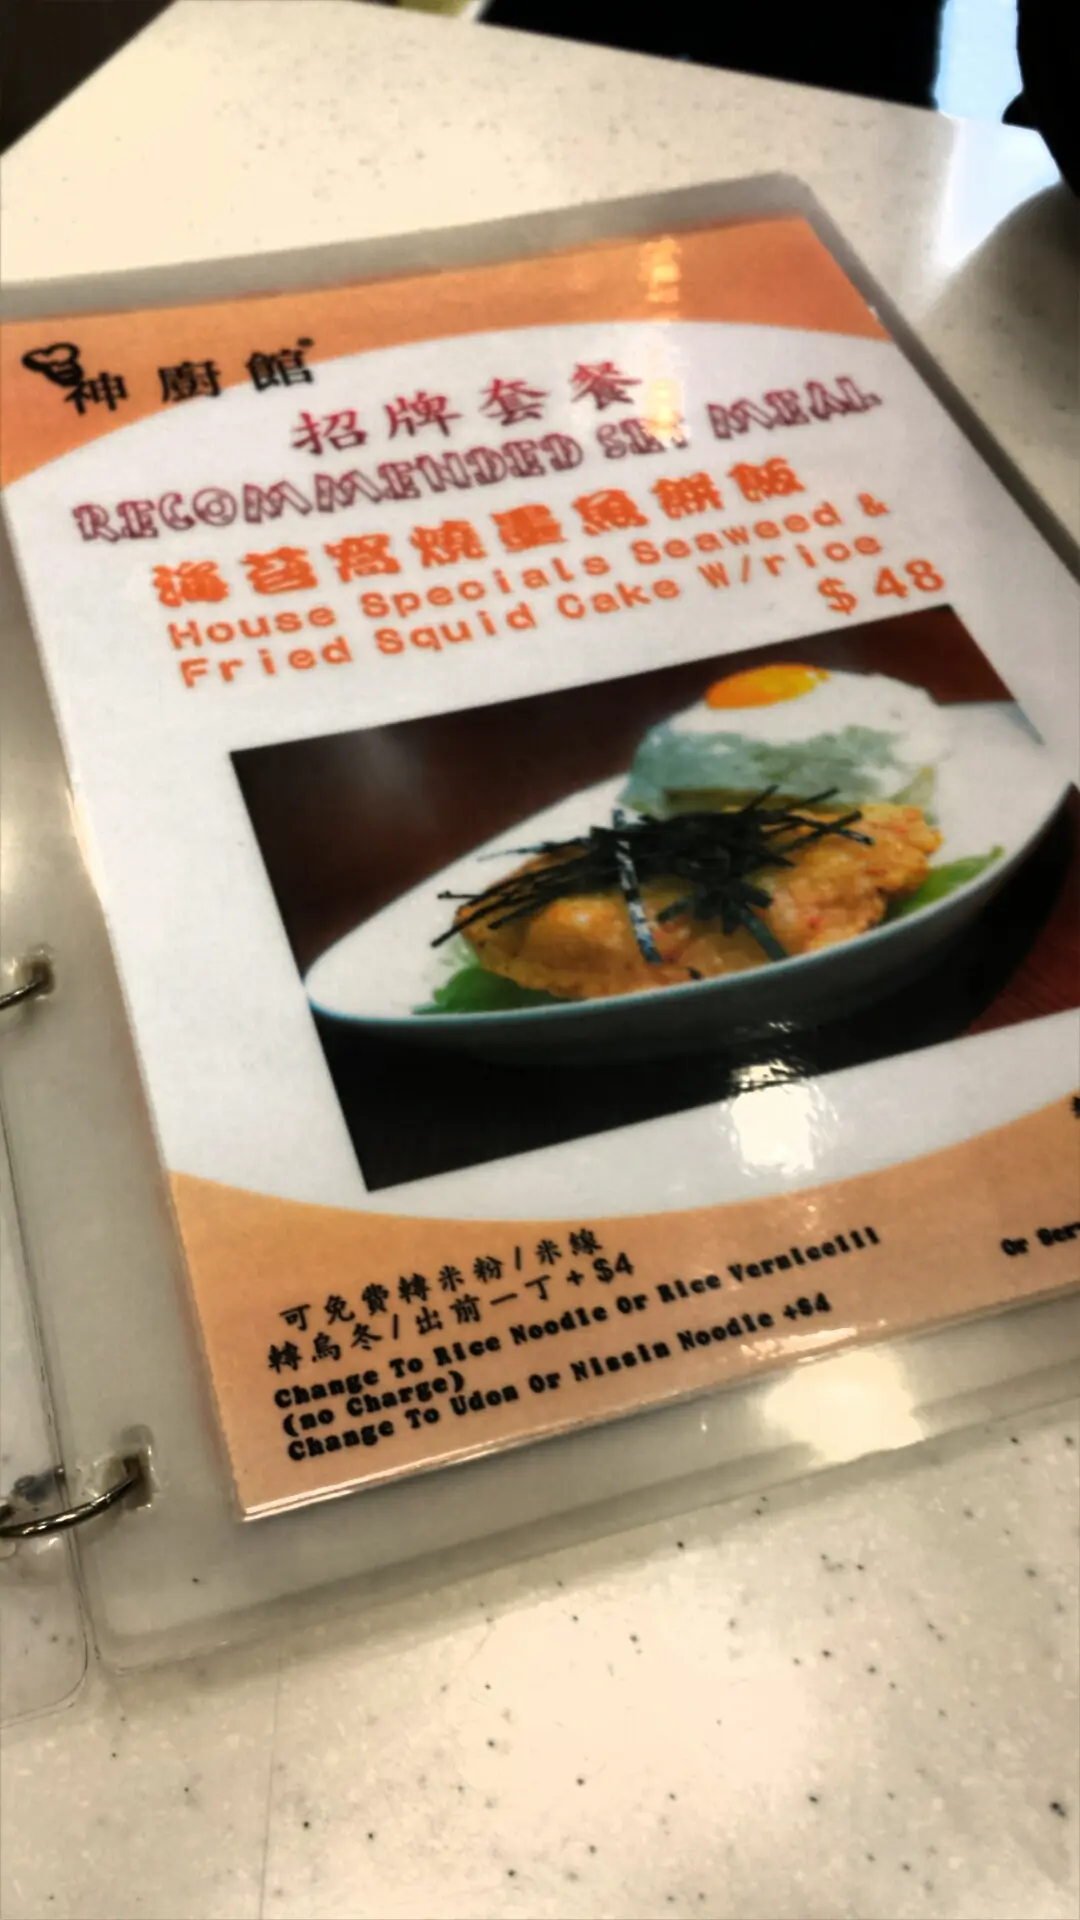 神廚館
招牌套餐
RECOMMENDED SET MEAL
海苔窩燒墨魚餅飯
House Specials Seaweed &
Fried Squid Cake W/rice
$48
可免費轉米粉/米線
轉烏冬/出前一丁+$4
Change To Rice Noodle Or Rice Vermicelli
(no Charge)
Change To Udon Or Nissin Noodle +$4
Or